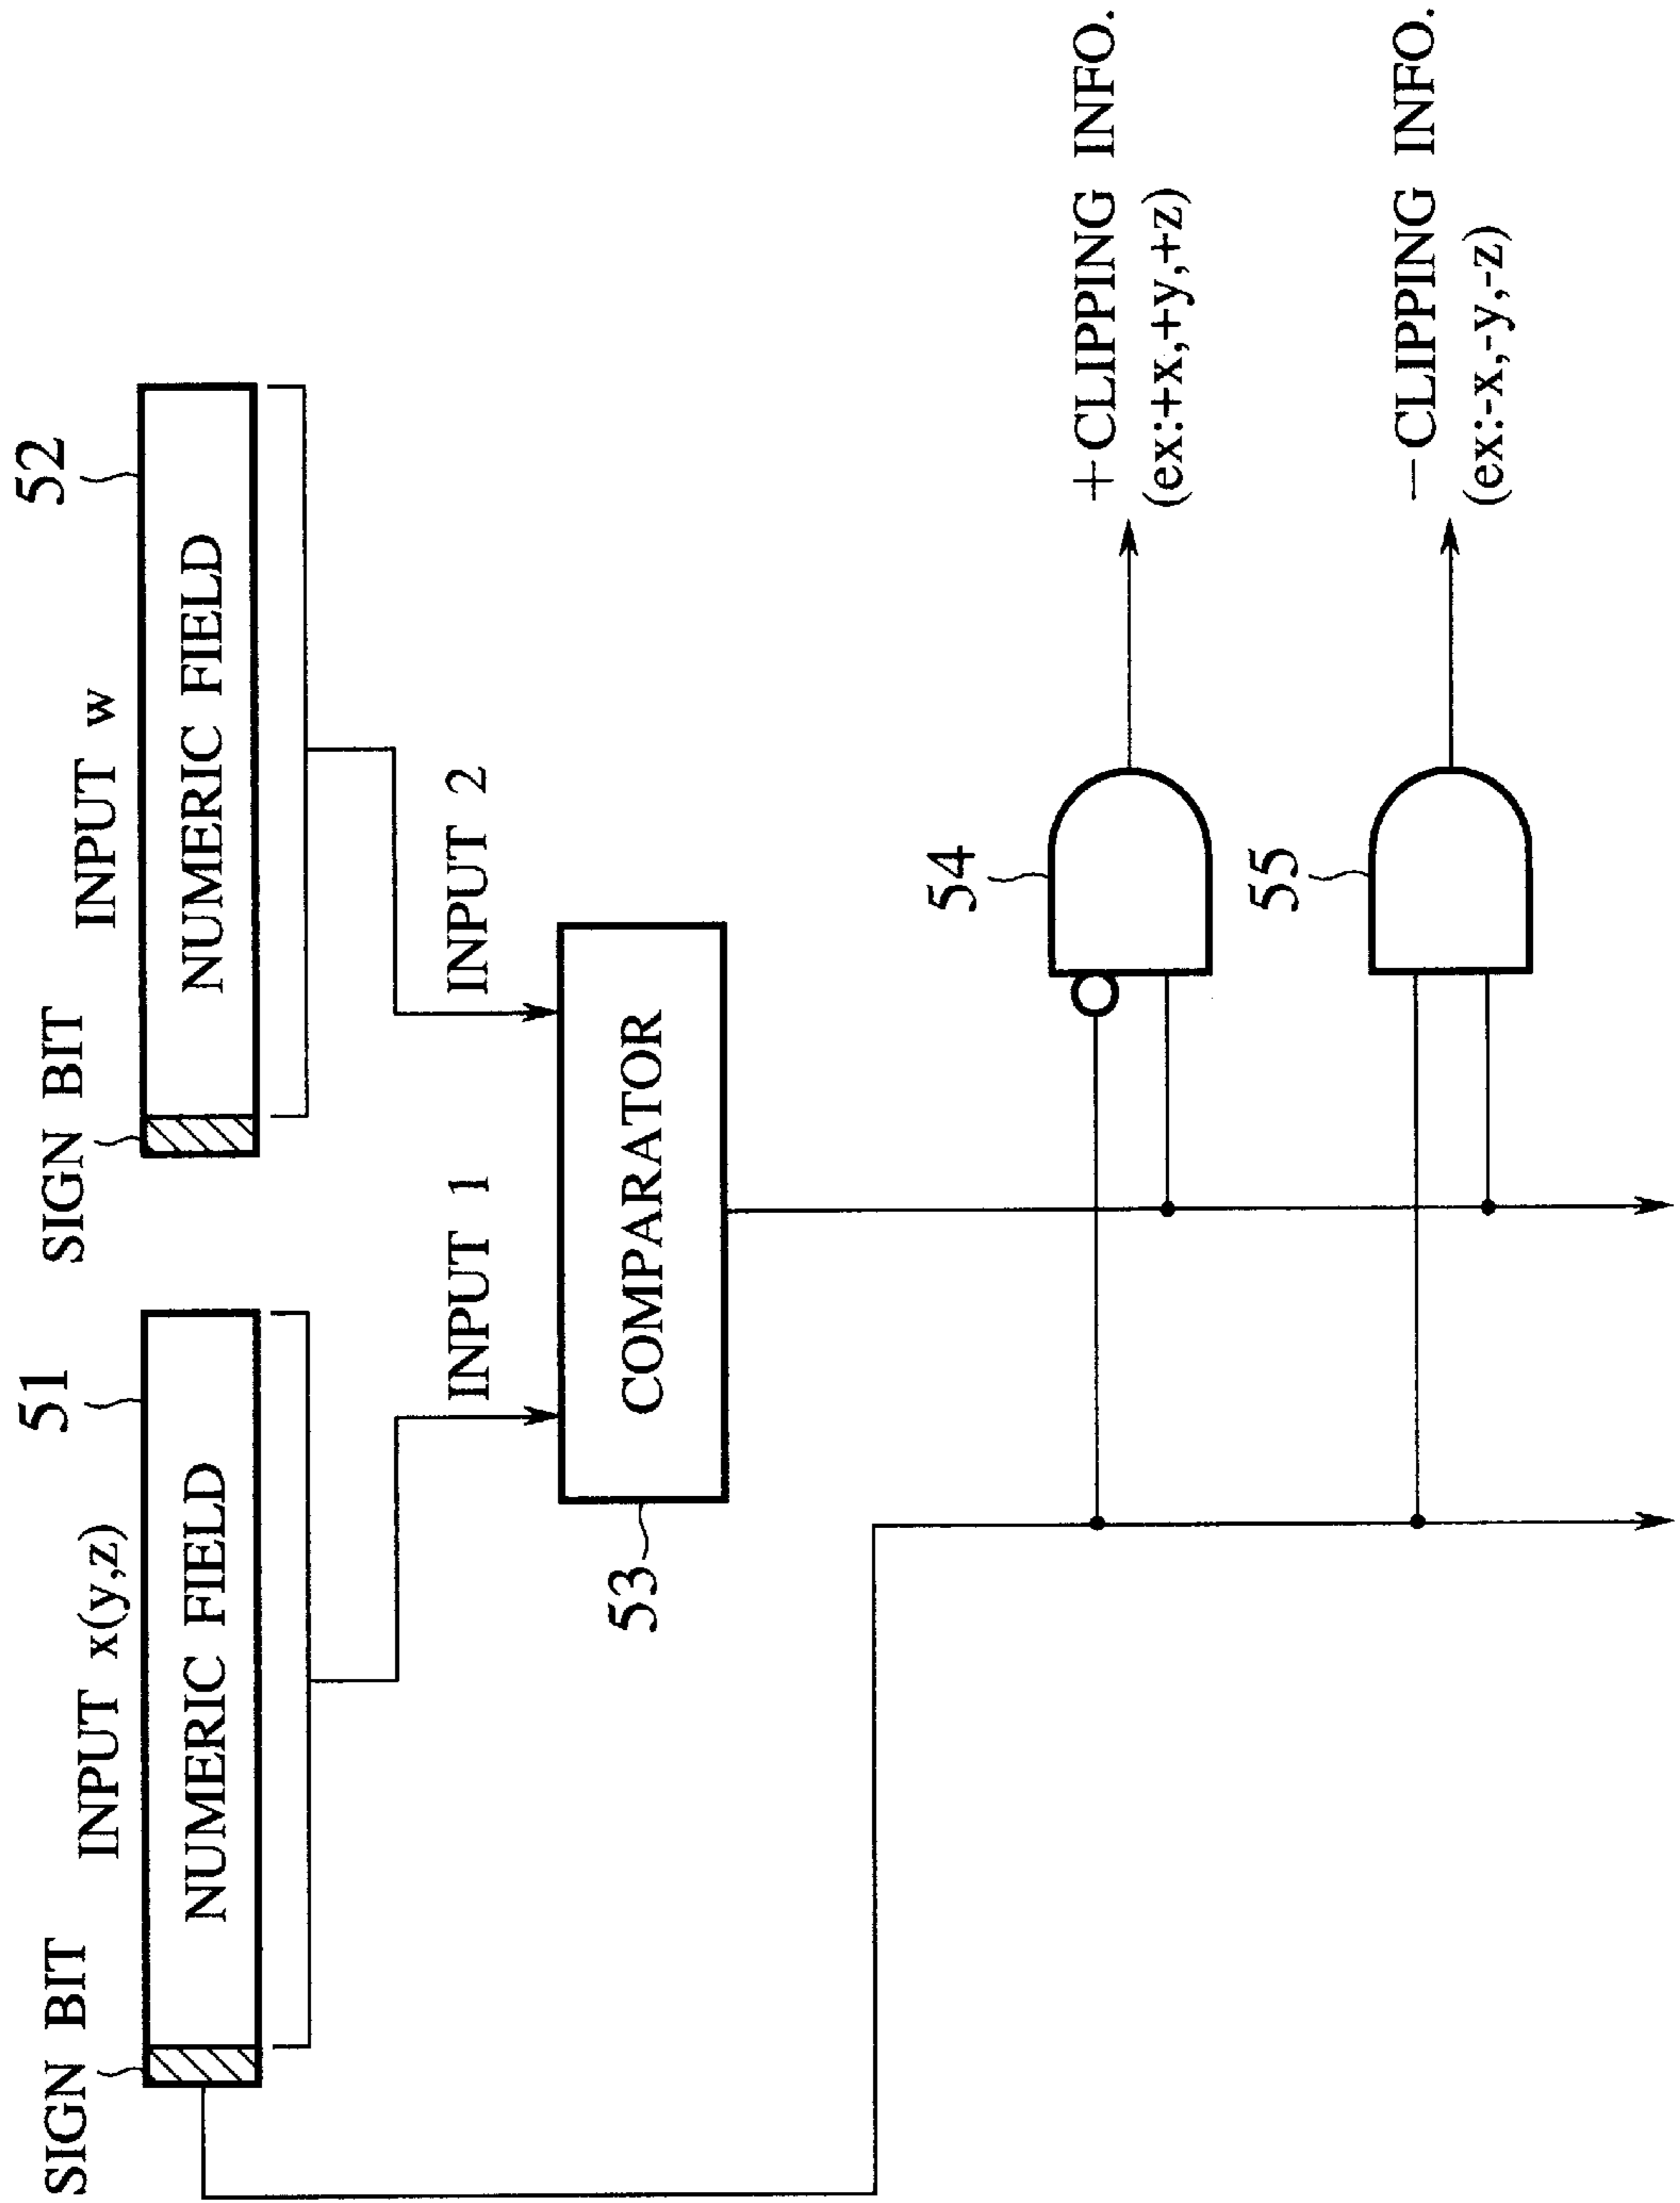 SIGN BIT
INPUT x(y,z)
51
NUMERIC FIELD
SIGN BIT
INPUT w
52
NUMERIC FIELD
INPUT 1
INPUT 2
53
COMPARATOR
54
+CLIPPING INFO.
(ex:+x,+y,+z)
55
-CLIPPING INFO.
(ex:-x,-y,-z)